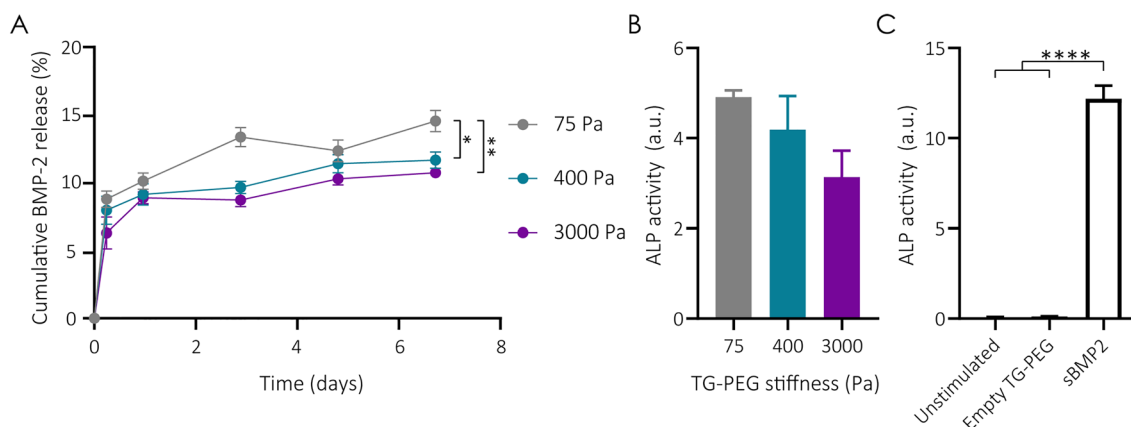 A
Cumulative BMP-2 release (%)
20
15
10
5
0
0
2
4
6
8
Time (days)
*
**
75 Pa
400 Pa
3000 Pa
B
ALP activity (a.u.)
6
4
2
0
75
400
3000
TG-PEG stiffness (Pa)
C
ALP activity (a.u.)
15
10
5
0
****
Unstimulated
Empty TG-PEG
sBMP2